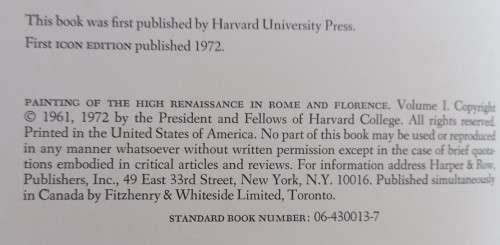 This book was first published by Harvard University Press.
First ICON EDITION published 1972.
PAINTING OF THE HIGH RENAISSANCE IN ROME AND FLORENCE. Volume I. Copyright
© 1961, 1972 by the President and Fellows of Harvard College. All rights reserved.
Printed in the United States of America. No part of this book may be used or reproduced
in any manner whatsoever without written permission except in the case of brief quota-
tions embodied in critical articles and reviews. For information address Harper & Row,
Publishers, Inc., 49 East 33rd Street, New York, N.Y. 10016. Published simultaneously
in Canada by Fitzhenry & Whiteside Limited, Toronto.
STANDARD BOOK NUMBER: 06-430013-7